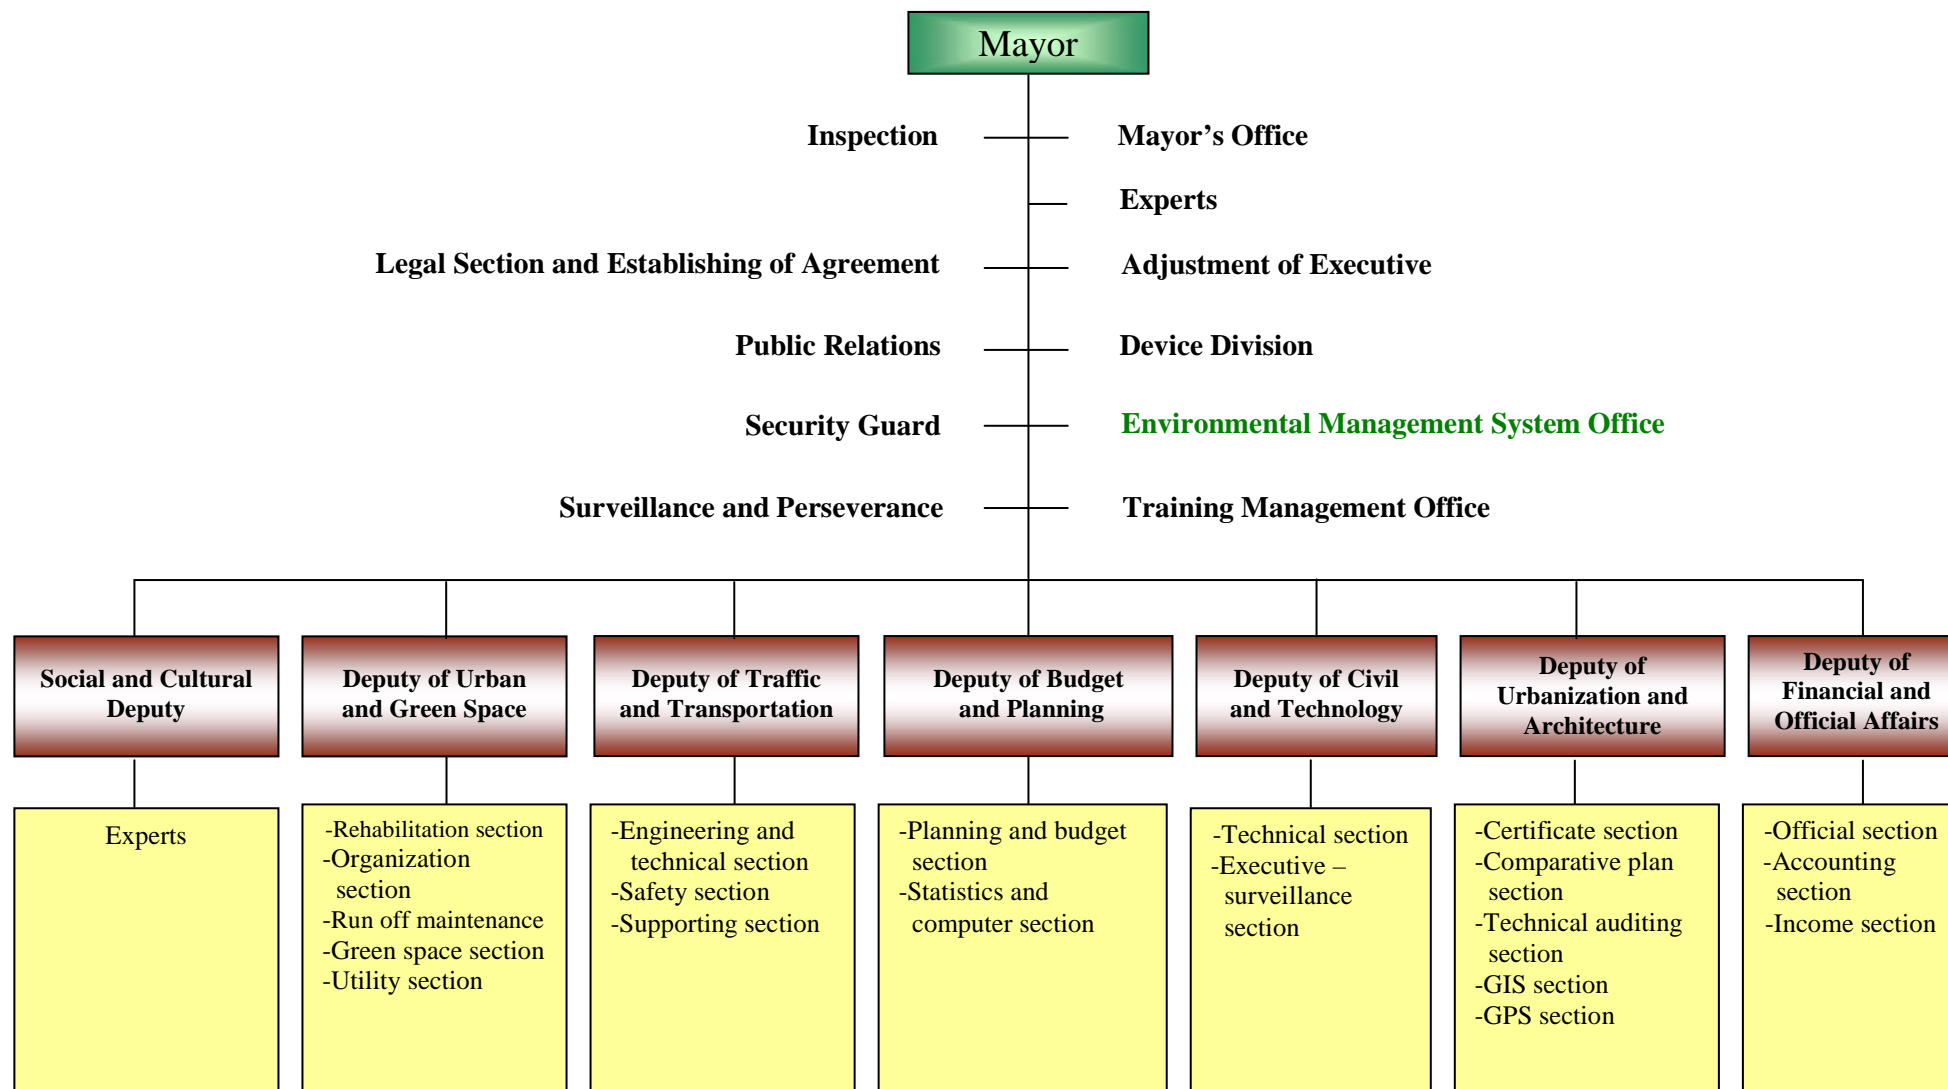 Mayor
Inspection
Mayor’s Office
Experts
Legal Section and Establishing of Agreement
Adjustment of Executive
Public Relations
Device Division
Security Guard
Environmental Management System Office
Surveillance and Perseverance
Training Management Office
Social and Cultural
Deputy
Deputy of Urban
and Green Space
Deputy of Traffic
and Transportation
Deputy of Budget
and Planning
Deputy of Civil
and Technology
Deputy of
Urbanization and
Architecture
Deputy of
Financial and
Official Affairs
Experts
-Rehabilitation section
-Organization
section
-Run off maintenance
-Green space section
-Utility section
-Engineering and
technical section
-Safety section
-Supporting section
-Planning and budget
section
-Statistics and
computer section
-Technical section
-Executive –
surveillance
section
-Certificate section
-Comparative plan
section
-Technical auditing
section
-GIS section
-GPS section
-Official section
-Accounting
section
-Income section